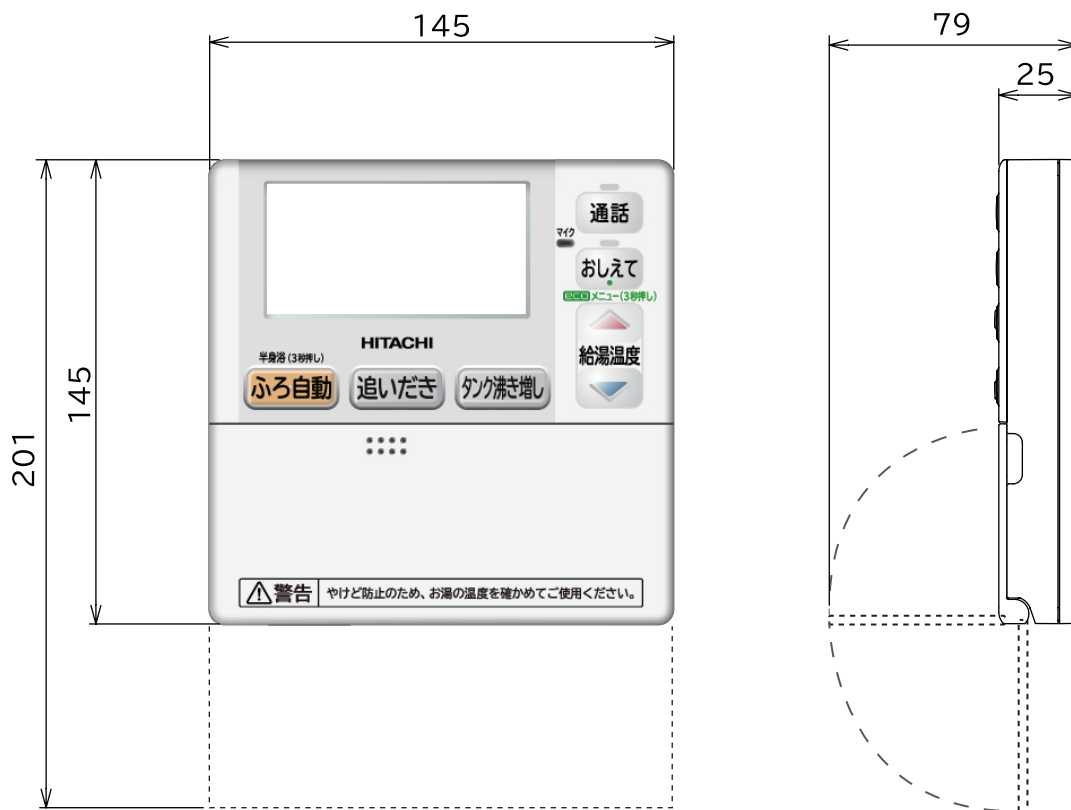 145
79
25
通話
マイク
おしえて
eco メニュー(3秒押し)
HITACHI
給湯温度
半身浴(3秒押し)
ふろ自動
追いだき
タンク沸き増し
145
201
警告 やけど防止のため、お湯の温度を確かめてご使用ください。